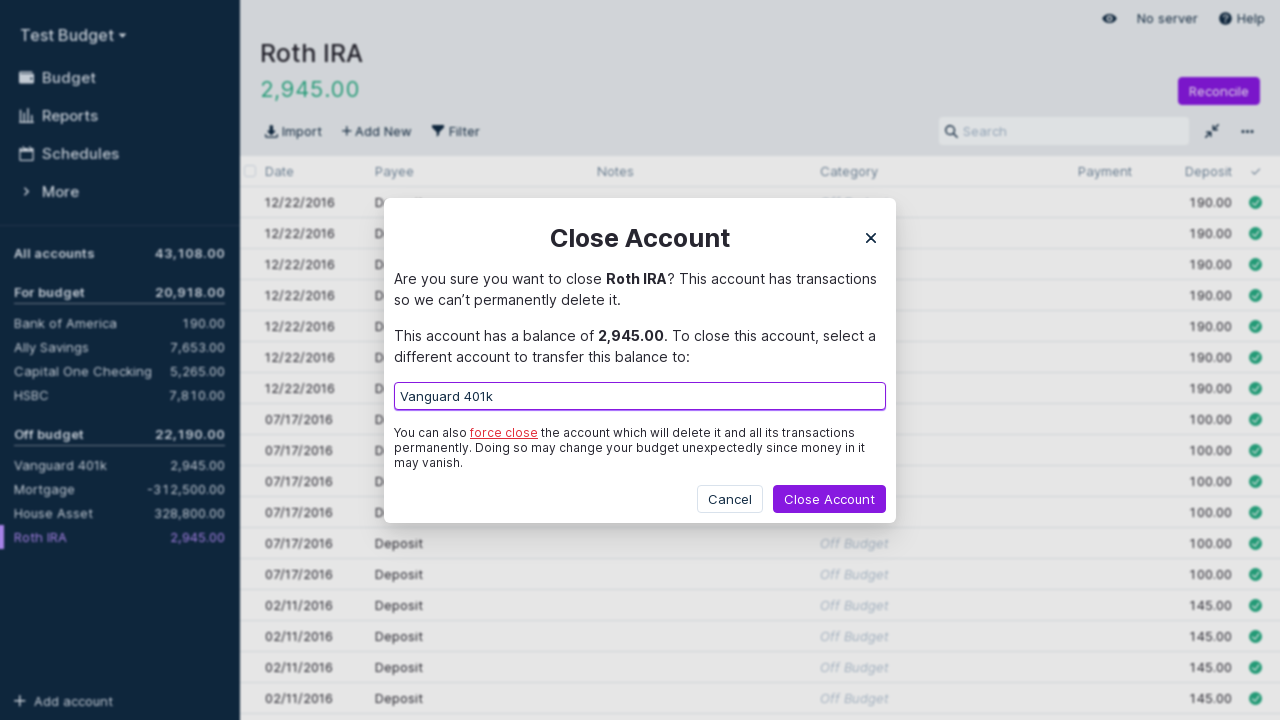 Test Budget
Budget
Reports
Schedules
More
All accounts 43,108.00
For budget 20,918.00
Bank of America 190.00
Ally Savings 7,653.00
Capital One Checking 5,265.00
HSBC 7,810.00
Off budget 22,190.00
Vanguard 401k 2,945.00
Mortgage -312,500.00
House Asset 328,800.00
Roth IRA 2,945.00
Add account
No server Help
Roth IRA
2,945.00
Reconcile
Import Add New Filter Search
Date Payee Notes Category Payment Deposit
12/22/2016 190.00
12/22/2016 190.00
12/22/2016 190.00
12/22/2016 190.00
12/22/2016 190.00
12/22/2016 190.00
12/22/2016 190.00
07/17/2016 100.00
07/17/2016 100.00
07/17/2016 100.00
07/17/2016 100.00
07/17/2016 Deposit Off Budget 100.00
07/17/2016 Deposit Off Budget 100.00
02/11/2016 Deposit Off Budget 145.00
02/11/2016 Deposit Off Budget 145.00
02/11/2016 Deposit Off Budget 145.00
02/11/2016 Deposit Off Budget 145.00
Close Account
Are you sure you want to close Roth IRA? This account has transactions
so we can’t permanently delete it.
This account has a balance of 2,945.00. To close this account, select a
different account to transfer this balance to:
Vanguard 401k
You can also force close the account which will delete it and all its transactions
permanently. Doing so may change your budget unexpectedly since money in it
may vanish.
Cancel Close Account